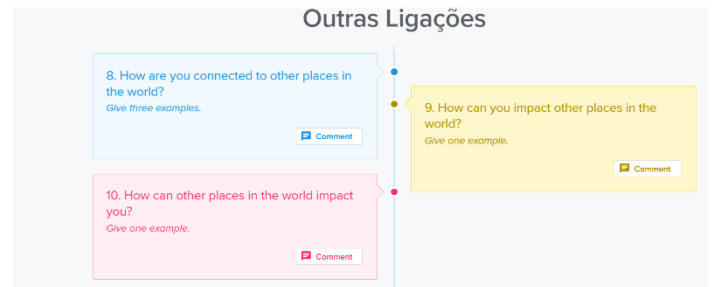 Outras Ligações
8. How are you connected to other places in
the world?
Give three examples.
Comment
9. How can you impact other places in the
world?
Give one example.
Comment
10. How can other places in the world impact
you?
Give one example.
Comment